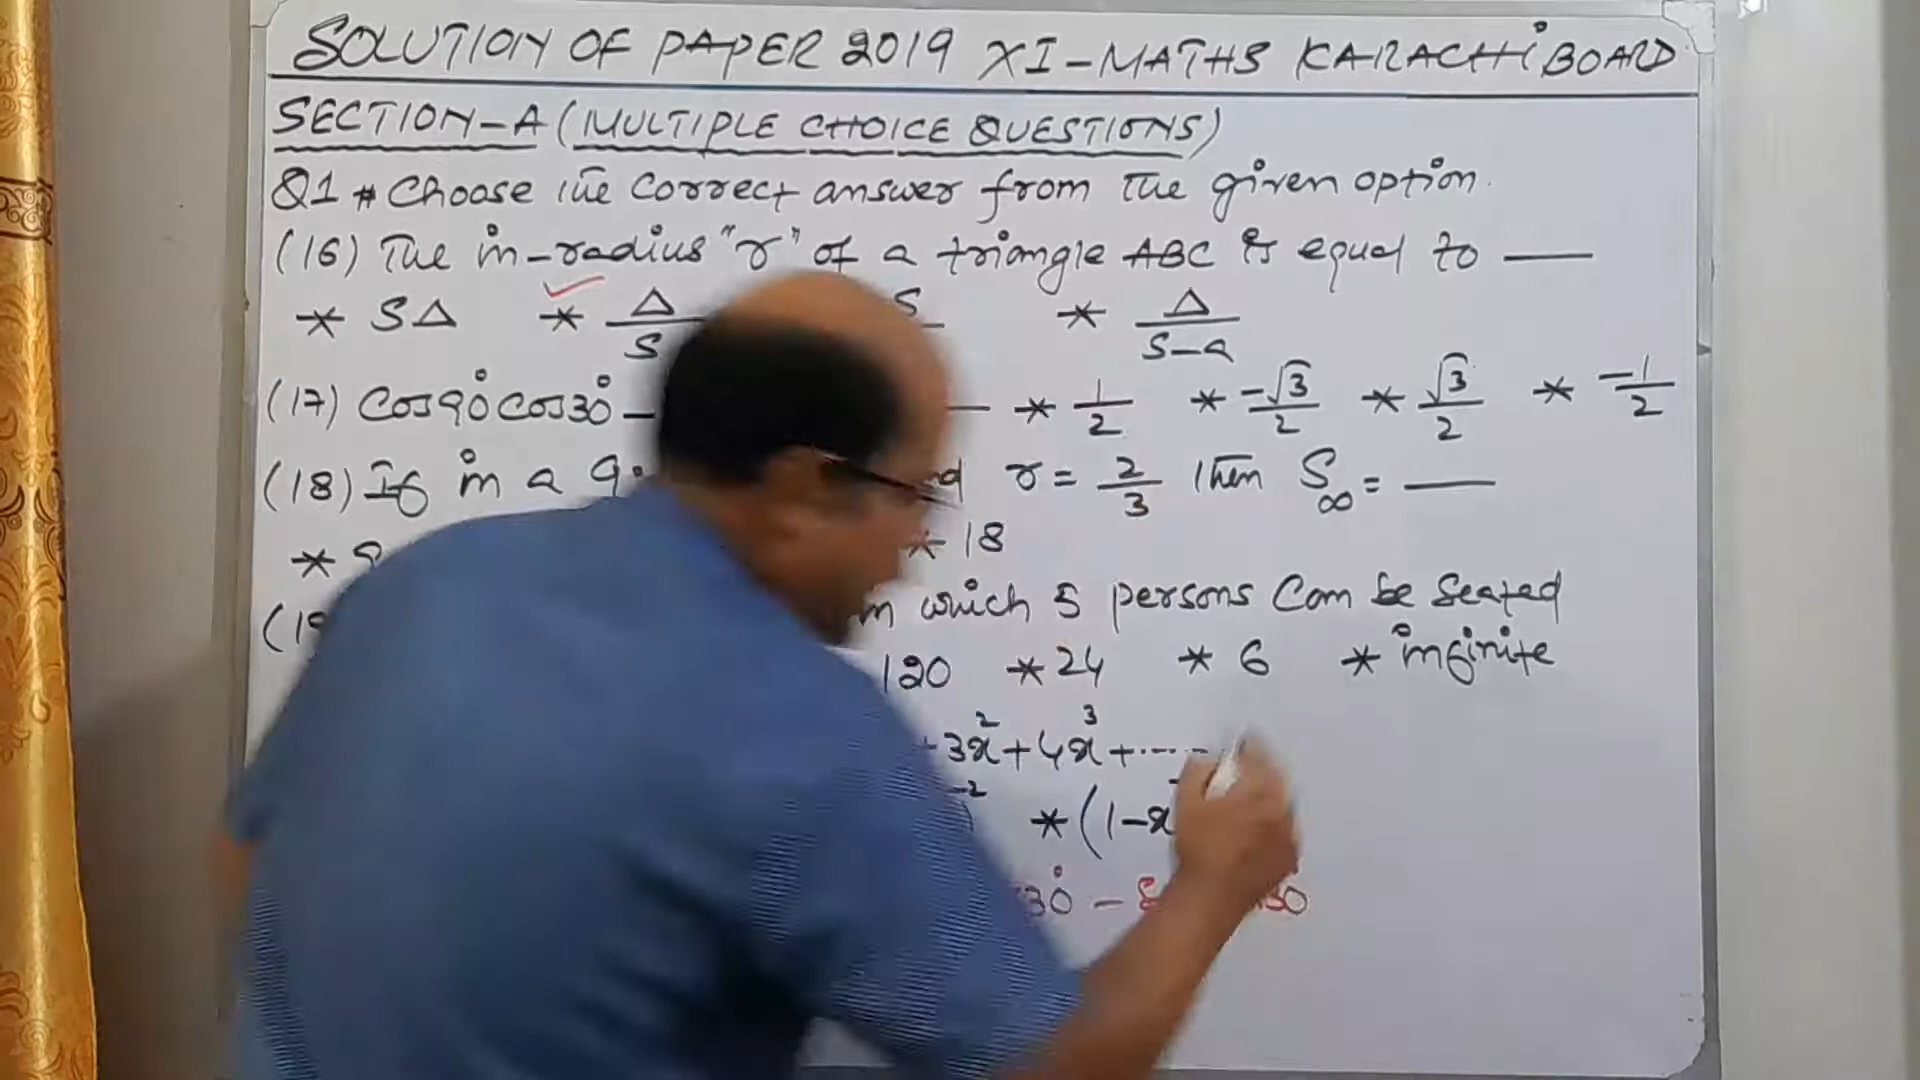 SOLUTION OF PAPER 2019 XI-MATHS KARACHI BOARD
SECTION-A (MULTIPLE CHOICE QUESTIONS)
Q1 # Choose the correct answer from the given option.
(16) The in-radius "r" of a triangle ABC is equal to ___
* SΔ * Δ/S S * Δ/S-a
(17) Cos90° Cos30° - * 1/2 * -√3/2 * √3/2 * -1/2
(18) If in a r = 2/3 then S∞ = ___
* 18
which 5 persons can be seated
120 * 24 * 6 * infinite
3x² + 4x³ + ....
-2 * (1-x
30° -